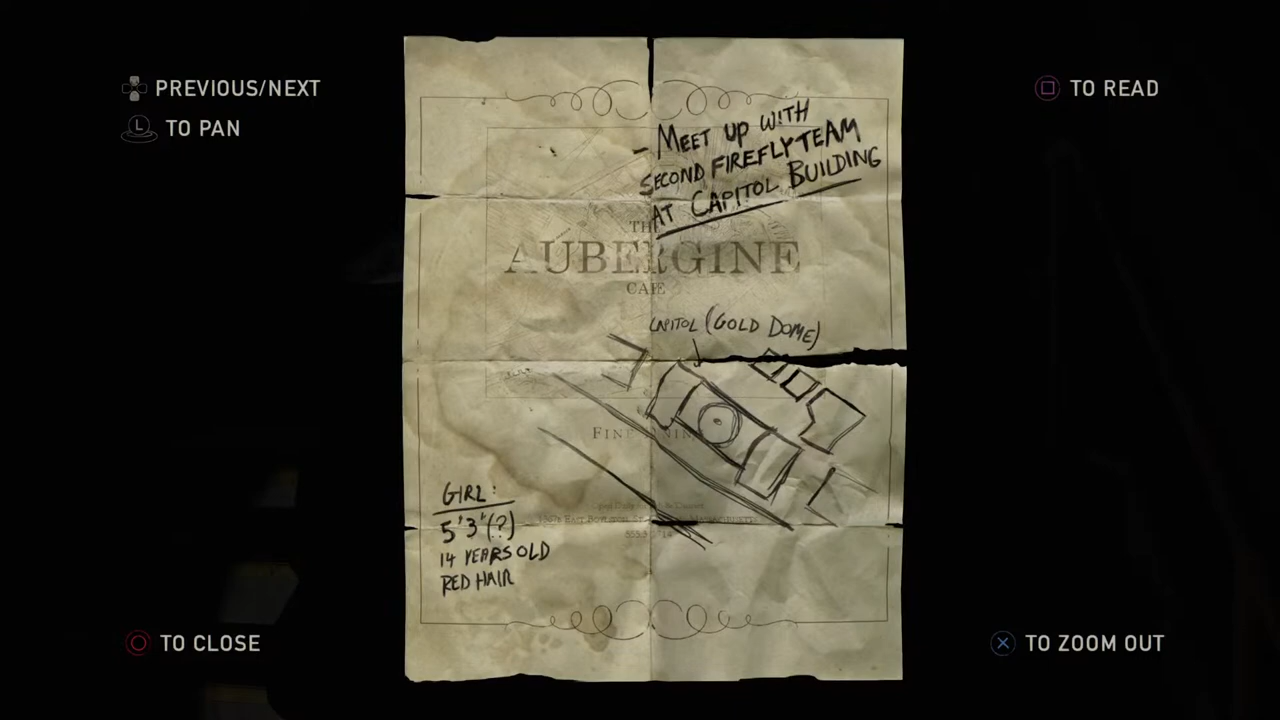 PREVIOUS/NEXT
TO PAN
TO READ
- MEET UP WITH
SECOND FIREFLY TEAM
AT CAPITOL BUILDING
THE
AUBERGINE
CAFE
CAPITOL (GOLD DOME)
FINE DINING
GIRL:
5'3"(?)
14 YEARS OLD
RED HAIR
TO CLOSE
TO ZOOM OUT